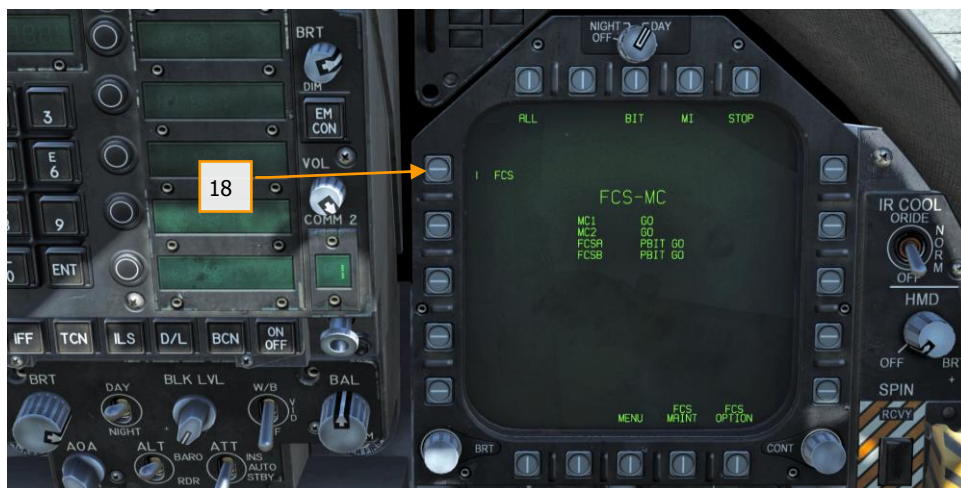 BRT
DIM
EM
CON
VOL
COMM 2
3
E
6
9
ENT
18
IFF
TCN
ILS
D/L
BCN
ON
OFF
BRT
DAY
NIGHT
BLK LVL
W/B
BAL
AOA
ALT
BARO
RDR
ATT
INS
AUTO
STBY
NIGHT
OFF
DAY
ALL
BIT
MI
STOP
FCS
FCS-MC
MC1 GO
MC2 GO
FCSA PBIT GO
FCSB PBIT GO
MENU
FCS
MAINT
FCS
OPTION
BRT
CONT
IR COOL
ORIDE
NORM
OFF
HMD
OFF
BRT
SPIN
RCVY